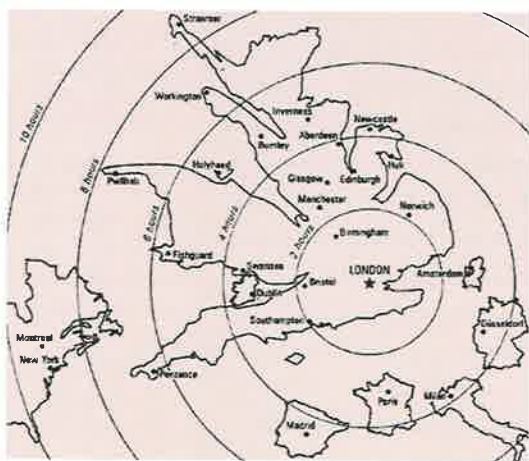 Stranraer
10 hours
Workington
Inverness
Newcastle
Aberdeen
Burnley
8 hours
Hull
Holyhead
Pwllheli
Glasgow
Edinburgh
Manchester
Norwich
4 hours
6 hours
Birmingham
2 hours
Fishguard
Swansea
LONDON
Amsterdam
Bristol
Dublin
Southampton
Düsseldorf
Montreal
New York
Penzance
Paris
Milan
Madrid